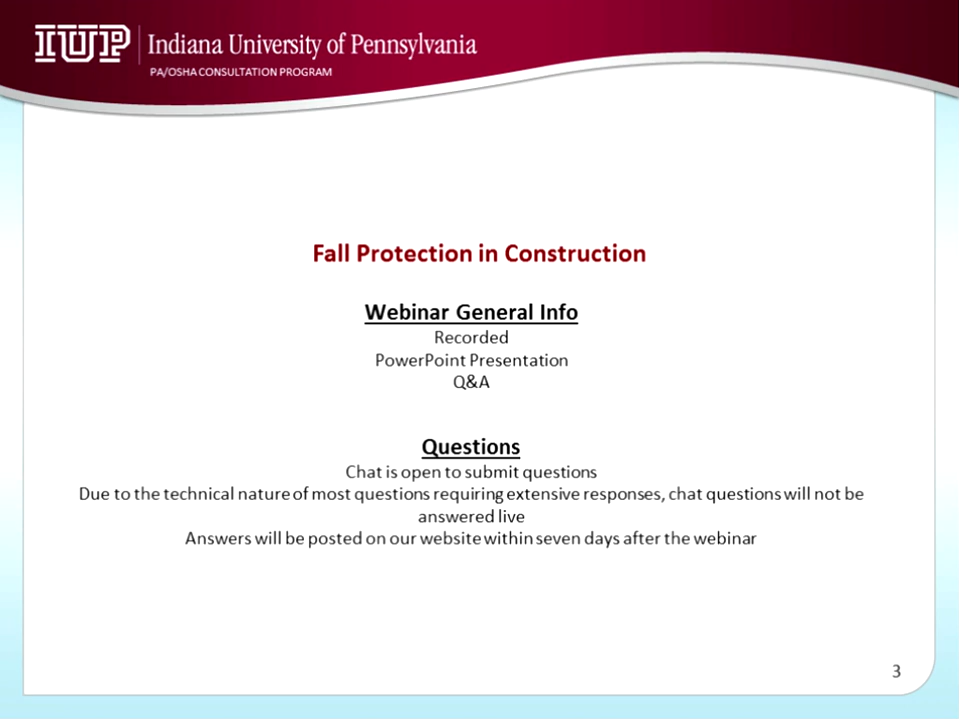 IUP Indiana University of Pennsylvania
PA/OSHA CONSULTATION PROGRAM
Fall Protection in Construction
Webinar General Info
Recorded
PowerPoint Presentation
Q&A
Questions
Chat is open to submit questions
Due to the technical nature of most questions requiring extensive responses, chat questions will not be
answered live
Answers will be posted on our website within seven days after the webinar
3